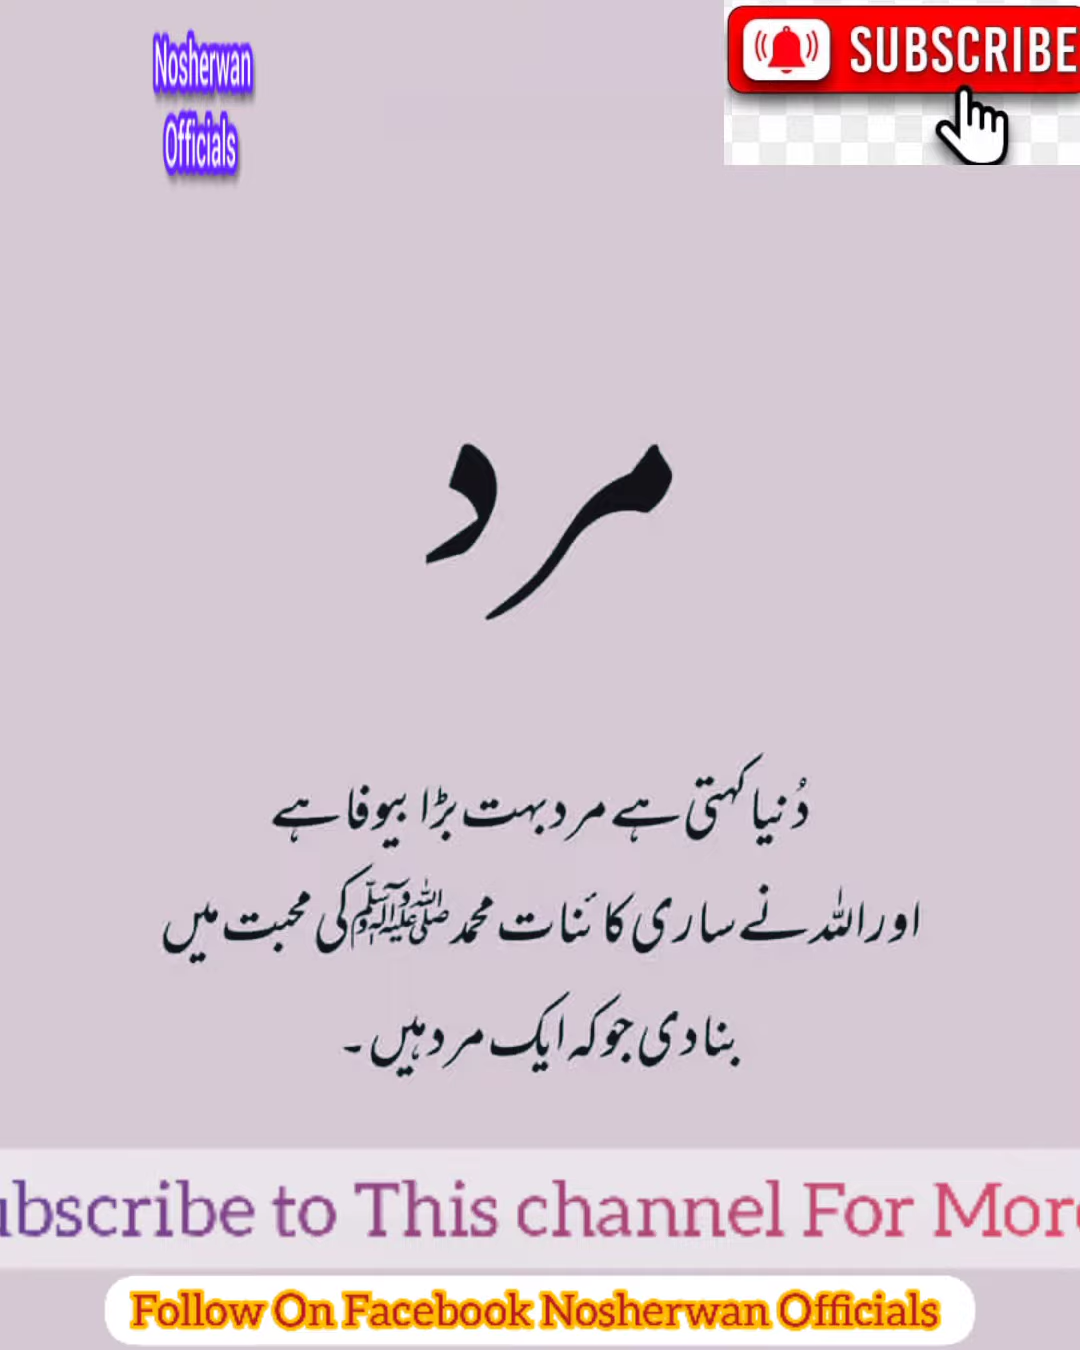 Nosherwan
Officials
SUBSCRIBE
مرد
دُنیا کہتی ہے مرد بہت بڑا بیوفا ہے
اور اللہ نے ساری کائنات محمد ﷺ کی محبت میں
بنا دی جو کہ ایک مرد ہیں۔
ubscribe to This channel For More
Follow On Facebook Nosherwan Officials